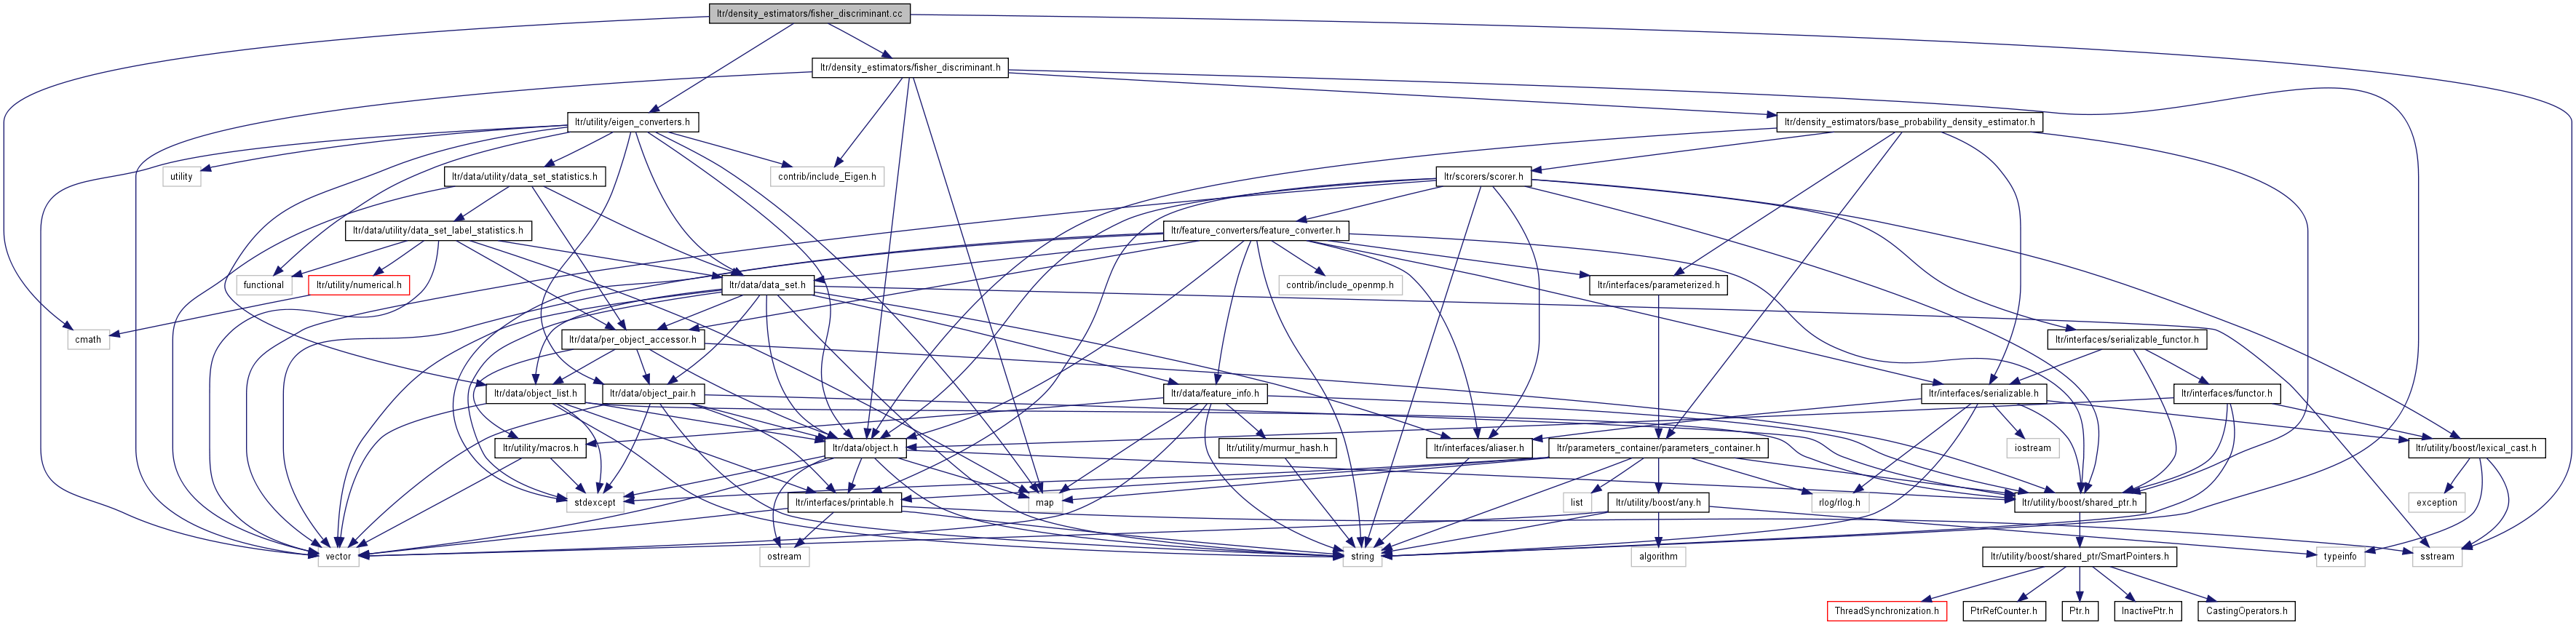 ltr/density_estimators/fisher_discriminant.cc
ltr/density_estimators/fisher_discriminant.h
ltr/utility/eigen_converters.h
ltr/density_estimators/base_probability_density_estimator.h
utility
ltr/data/utility/data_set_statistics.h
contrib/include_Eigen.h
ltr/scorers/scorer.h
ltr/data/utility/data_set_label_statistics.h
ltr/feature_converters/feature_converter.h
functional
ltr/utility/numerical.h
ltr/data/data_set.h
contrib/include_openmp.h
ltr/interfaces/parameterized.h
cmath
ltr/data/per_object_accessor.h
ltr/interfaces/serializable_functor.h
ltr/data/object_list.h
ltr/data/object_pair.h
ltr/data/feature_info.h
ltr/interfaces/serializable.h
ltr/interfaces/functor.h
ltr/utility/macros.h
ltr/data/object.h
ltr/utility/murmur_hash.h
ltr/interfaces/aliaser.h
ltr/parameters_container/parameters_container.h
iostream
ltr/utility/boost/lexical_cast.h
stdexcept
ltr/interfaces/printable.h
map
list
ltr/utility/boost/any.h
rlog/rlog.h
ltr/utility/boost/shared_ptr.h
exception
vector
ostream
string
algorithm
ltr/utility/boost/shared_ptr/SmartPointers.h
typeinfo
sstream
ThreadSynchronization.h
PtrRefCounter.h
Ptr.h
InactivePtr.h
CastingOperators.h